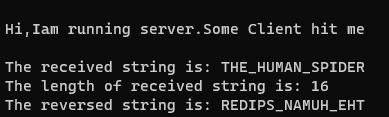 Hi,Iam running server.Some Client hit me
The received string is: THE_HUMAN_SPIDER
The length of received string is: 16
The reversed string is: REDIPS_NAMUH_EHT